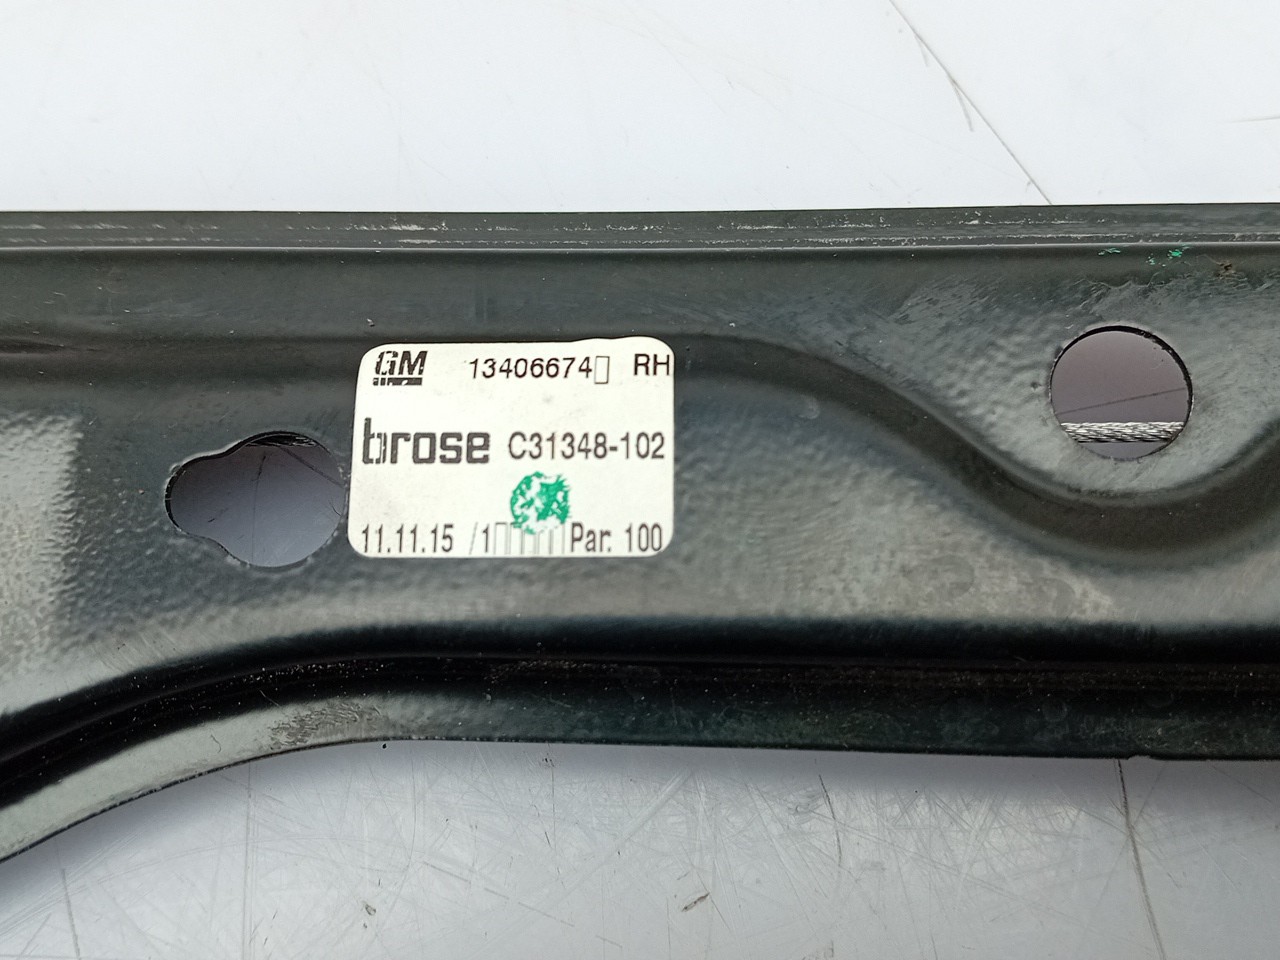 GM 13406674▯ RH
brose C31348-102
11.11.15 /1▯▯▯▯▯ Par. 100